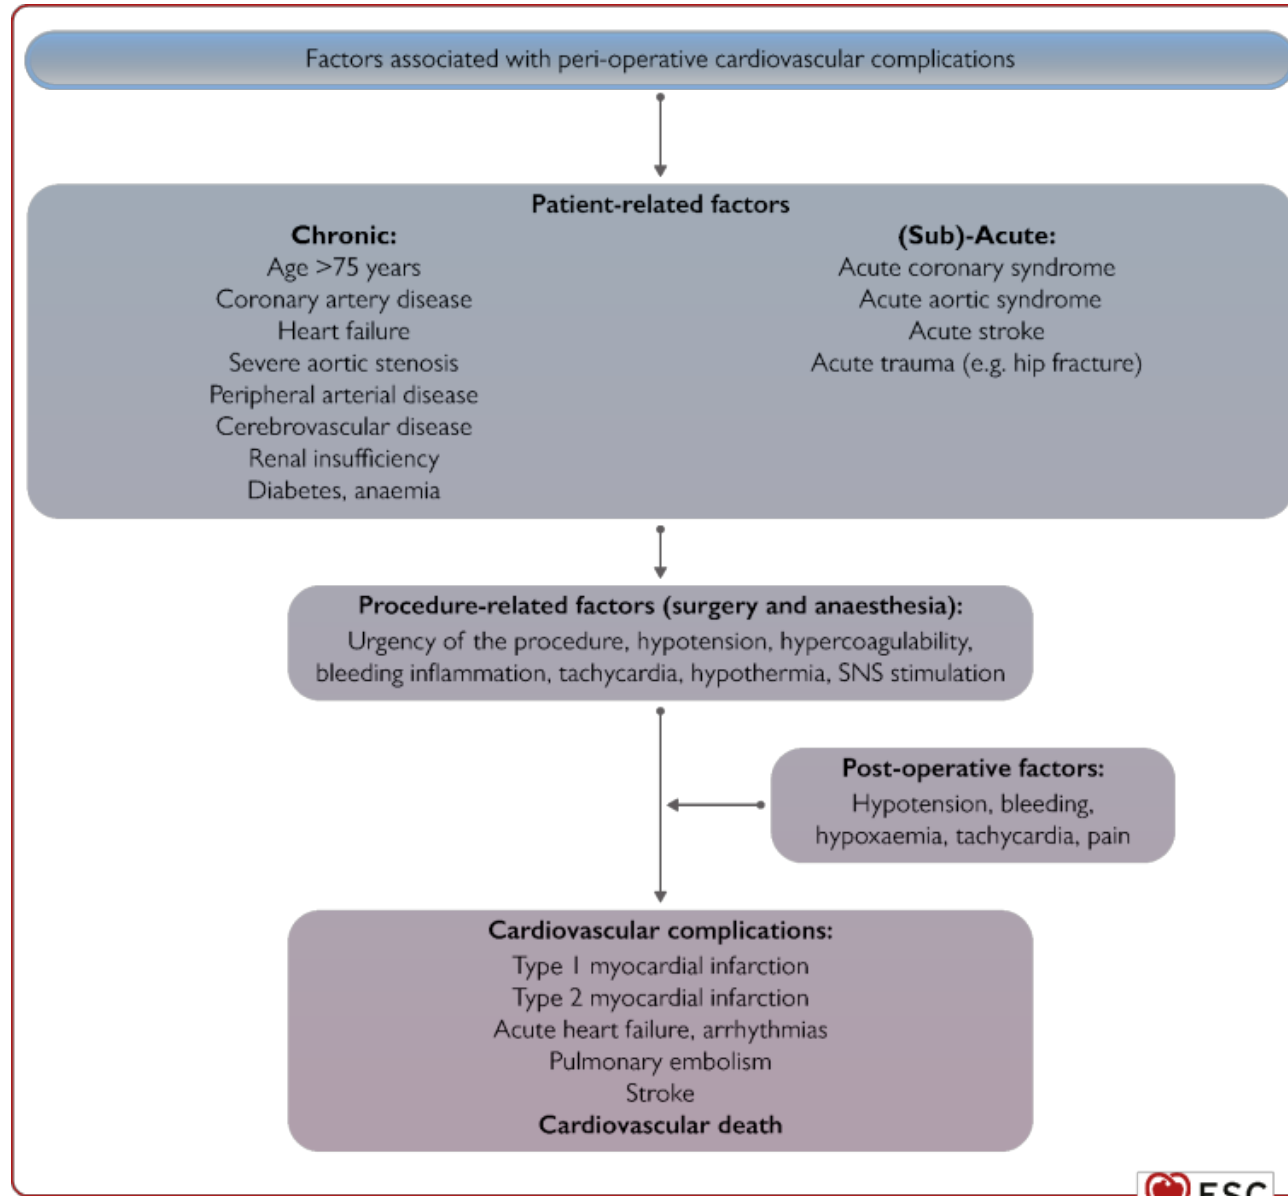 Factors associated with peri-operative cardiovascular complications
Patient-related factors
Chronic:
Age >75 years
Coronary artery disease
Heart failure
Severe aortic stenosis
Peripheral arterial disease
Cerebrovascular disease
Renal insufficiency
Diabetes, anaemia
(Sub)-Acute:
Acute coronary syndrome
Acute aortic syndrome
Acute stroke
Acute trauma (e.g. hip fracture)
Procedure-related factors (surgery and anaesthesia):
Urgency of the procedure, hypotension, hypercoagulability,
bleeding inflammation, tachycardia, hypothermia, SNS stimulation
Post-operative factors:
Hypotension, bleeding,
hypoxaemia, tachycardia, pain
Cardiovascular complications:
Type 1 myocardial infarction
Type 2 myocardial infarction
Acute heart failure, arrhythmias
Pulmonary embolism
Stroke
Cardiovascular death
ESC